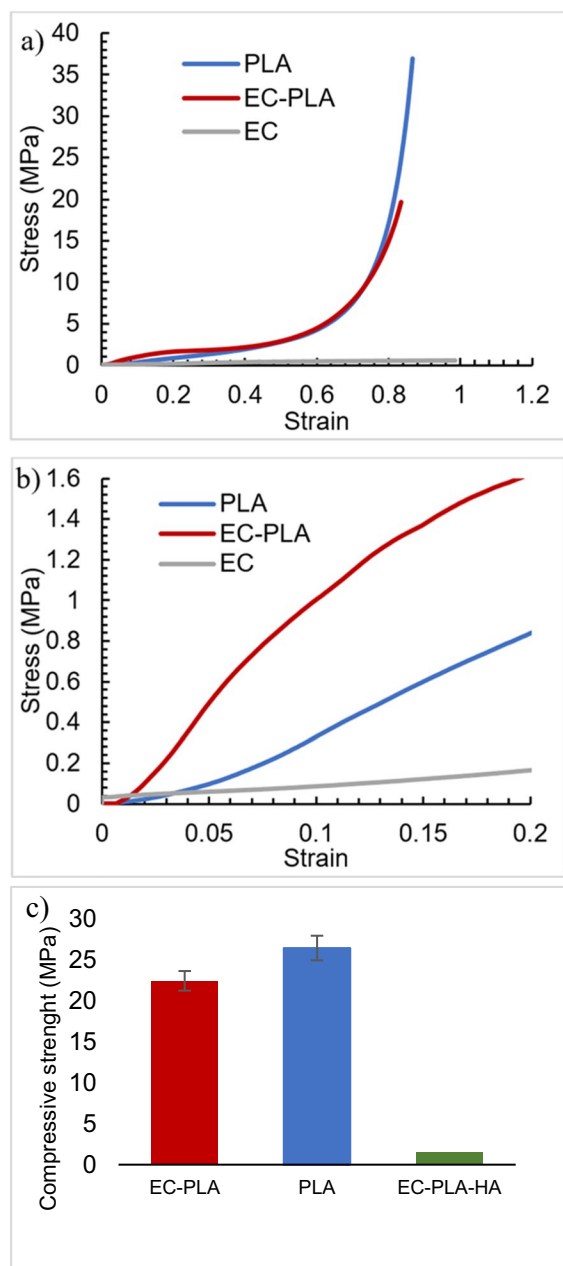 a)
PLA
EC-PLA
EC
Stress (MPa)
40
35
30
25
20
15
10
5
0
0 0.2 0.4 0.6 0.8 1 1.2
Strain
b)
PLA
EC-PLA
EC
Stress (MPa)
1.6
1.4
1.2
1
0.8
0.6
0.4
0.2
0
0 0.05 0.1 0.15 0.2
Strain
c)
Compressive strenght (MPa)
30
25
20
15
10
5
0
EC-PLA PLA EC-PLA-HA